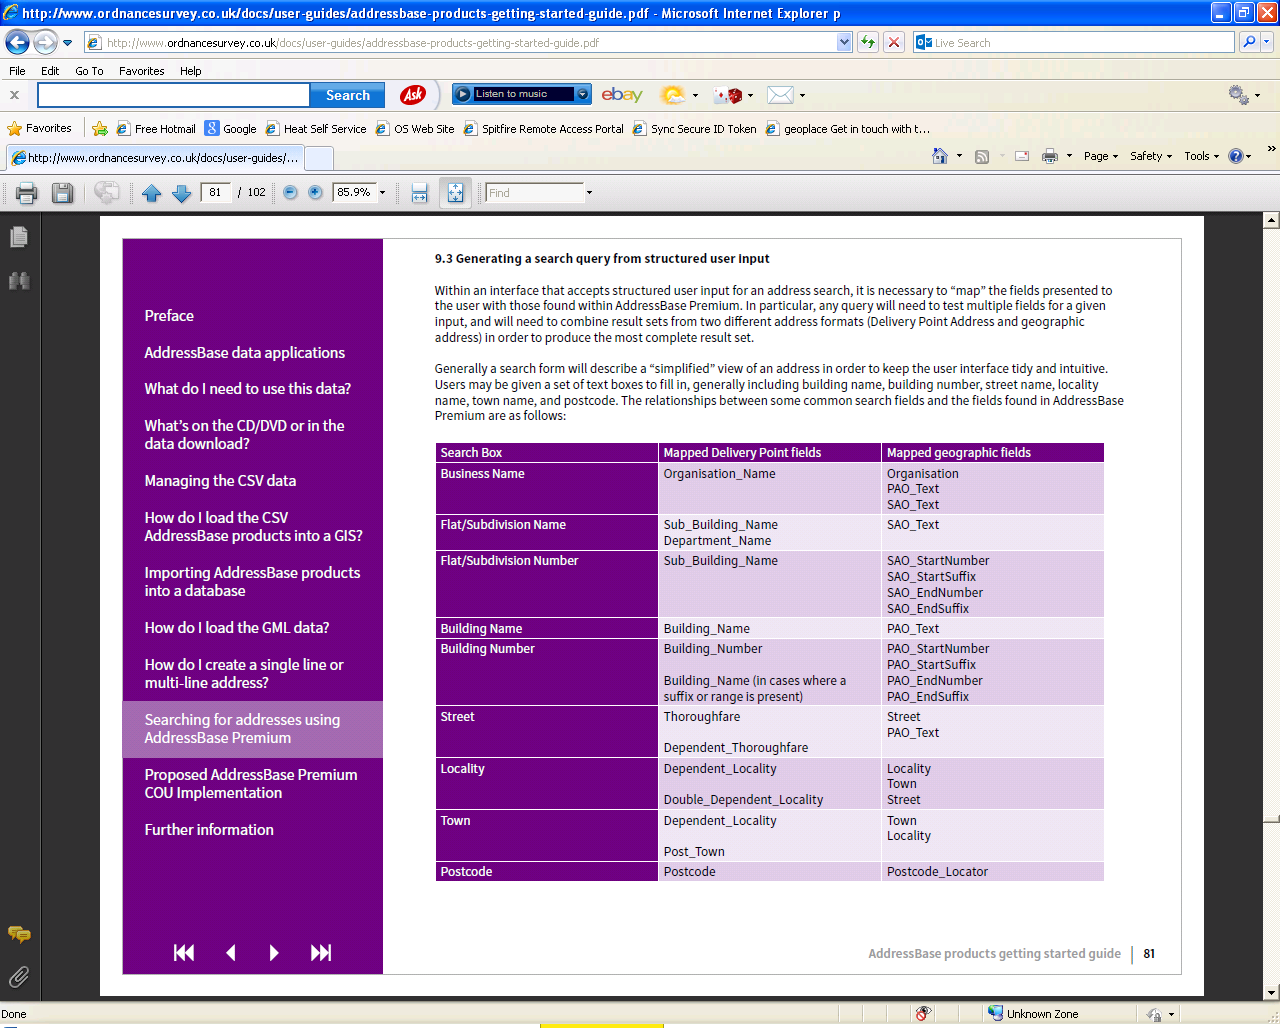 http://www.ordnancesurvey.co.uk/docs/user-guides/addressbase-products-getting-started-guide.pdf - Microsoft Internet Explorer p
http://www.ordnancesurvey.co.uk/docs/user-guides/addressbase-products-getting-started-guide.pdf
Live Search
File Edit Go To Favorites Help
x Search Ask Listen to music ebay
Favorites Free Hotmail Google Heat Self Service OS Web Site Spitfire Remote Access Portal Sync Secure ID Token geoplace Get in touch with t...
http://www.ordnancesurvey.co.uk/docs/user-guides/...
Page Safety Tools
81 / 102 85.9% Find
Preface
AddressBase data applications
What do I need to use this data?
What's on the CD/DVD or in the
data download?
Managing the CSV data
How do I load the CSV
AddressBase products into a GIS?
Importing AddressBase products
into a database
How do I load the GML data?
How do I create a single line or
multi-line address?
Searching for addresses using
AddressBase Premium
Proposed AddressBase Premium
COU Implementation
Further information
9.3 Generating a search query from structured user input
Within an interface that accepts structured user input for an address search, it is necessary to “map” the fields presented to
the user with those found within AddressBase Premium. In particular, any query will need to test multiple fields for a given
input, and will need to combine result sets from two different address formats (Delivery Point Address and geographic
address) in order to produce the most complete result set.
Generally a search form will describe a “simplified” view of an address in order to keep the user interface tidy and intuitive.
Users may be given a set of text boxes to fill in, generally including building name, building number, street name, locality
name, town name, and postcode. The relationships between some common search fields and the fields found in AddressBase
Premium are as follows:
Search Box Mapped Delivery Point fields Mapped geographic fields
Business Name Organisation_Name Organisation
PAO_Text
SAO_Text
Flat/Subdivision Name Sub_Building_Name SAO_Text
Department_Name
Flat/Subdivision Number Sub_Building_Name SAO_StartNumber
SAO_StartSuffix
SAO_EndNumber
SAO_EndSuffix
Building Name Building_Name PAO_Text
Building Number Building_Number PAO_StartNumber
PAO_StartSuffix
Building_Name (in cases where a PAO_EndNumber
suffix or range is present) PAO_EndSuffix
Street Thoroughfare Street
PAO_Text
Dependent_Thoroughfare
Locality Dependent_Locality Locality
Town
Double_Dependent_Locality Street
Town Dependent_Locality Town
Locality
Post_Town
Postcode Postcode Postcode_Locator
AddressBase products getting started guide 81
Done Unknown Zone